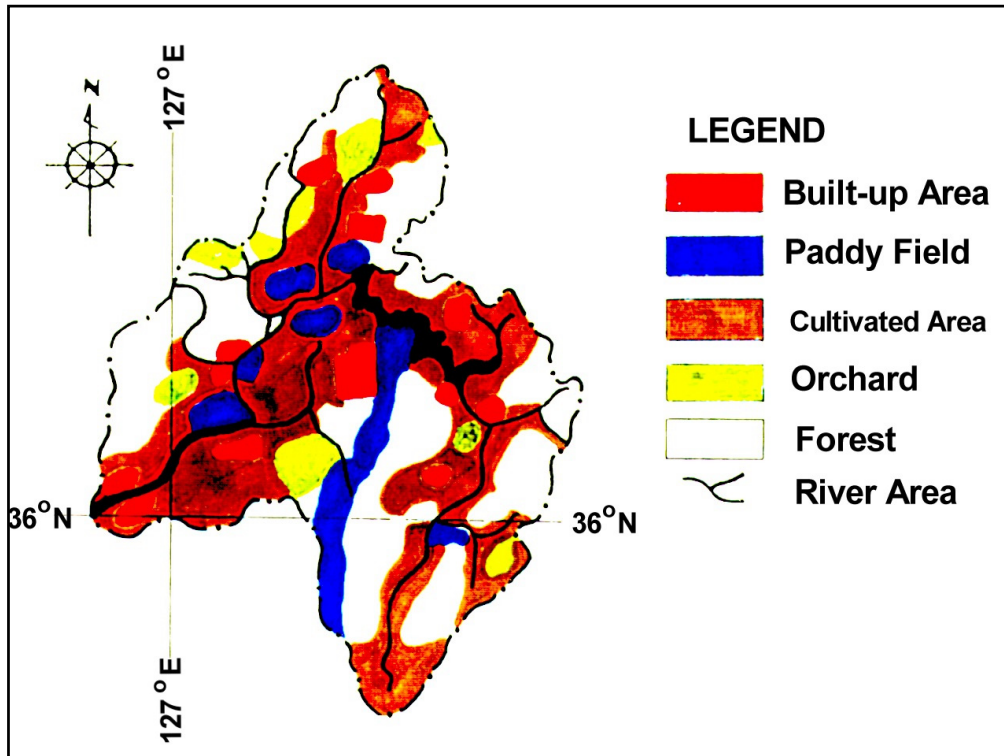 127°E
N
LEGEND
Built-up Area
Paddy Field
Cultivated Area
Orchard
Forest
River Area
36°N
36°N
127°E